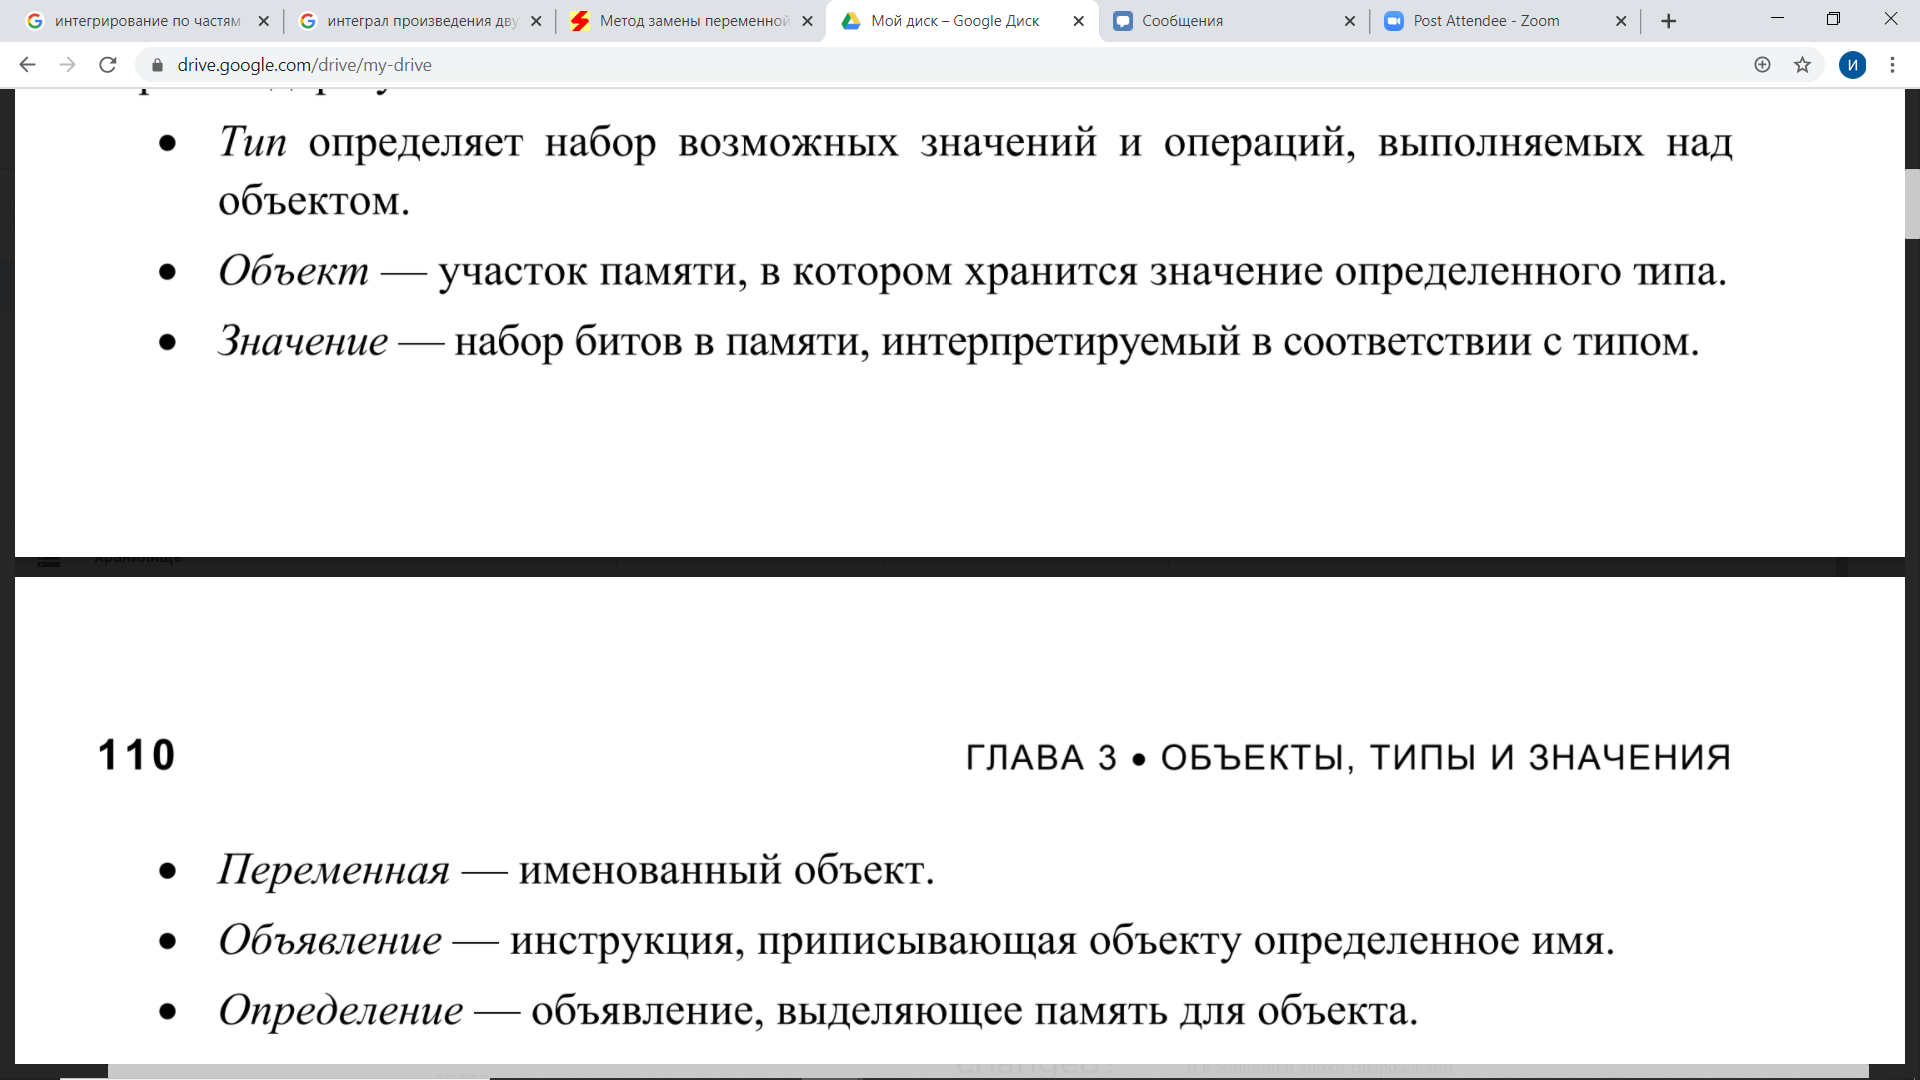 интегрирование по частям
интеграл произведения дву
Метод замены переменной
Мой диск – Google Диск
Сообщения
Post Attendee - Zoom
drive.google.com/drive/my-drive
И
• Тип определяет набор возможных значений и операций, выполняемых над
объектом.
• Объект — участок памяти, в котором хранится значение определенного типа.
• Значение — набор битов в памяти, интерпретируемый в соответствии с типом.
Хранилище
110
ГЛАВА 3 • ОБЪЕКТЫ, ТИПЫ И ЗНАЧЕНИЯ
• Переменная — именованный объект.
• Объявление — инструкция, приписывающая объекту определенное имя.
• Определение — объявление, выделяющее память для объекта.